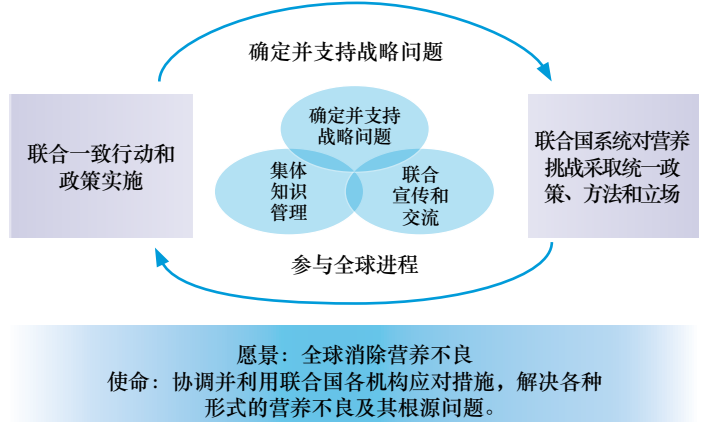 确定并支持战略问题
联合一致行动和
政策实施
确定并支持
战略问题
集体
知识
管理
联合
宣传和
交流
联合国系统对营养
挑战采取统一政
策、方法和立场
参与全球进程
愿景：全球消除营养不良
使命：协调并利用联合国各机构应对措施，解决各种
形式的营养不良及其根源问题。